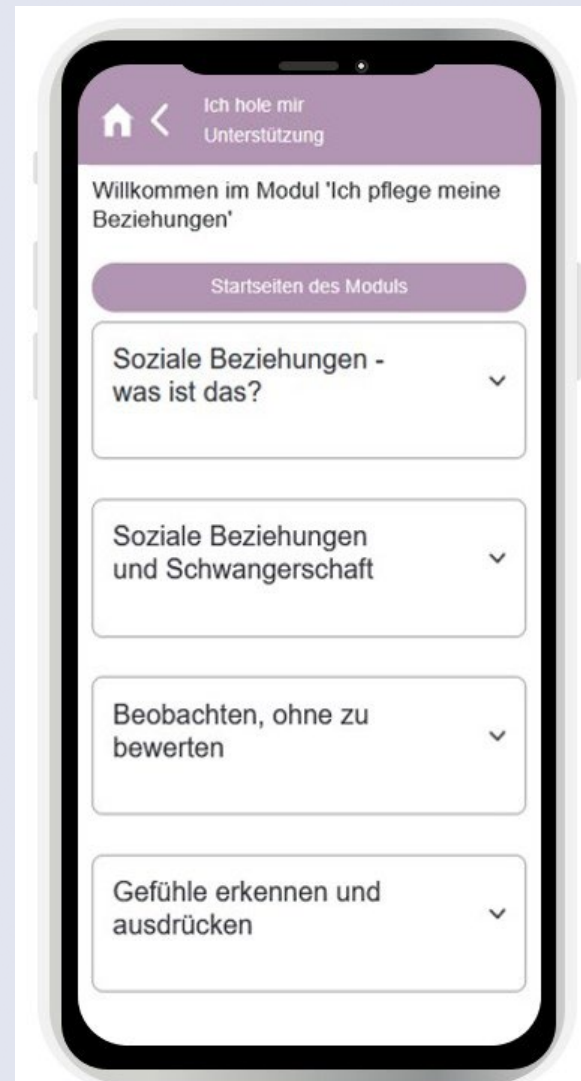 Ich hole mir
Unterstützung
Willkommen im Modul 'Ich pflege meine
Beziehungen'
Startseiten des Moduls
Soziale Beziehungen -
was ist das?
Soziale Beziehungen
und Schwangerschaft
Beobachten, ohne zu
bewerten
Gefühle erkennen und
ausdrücken